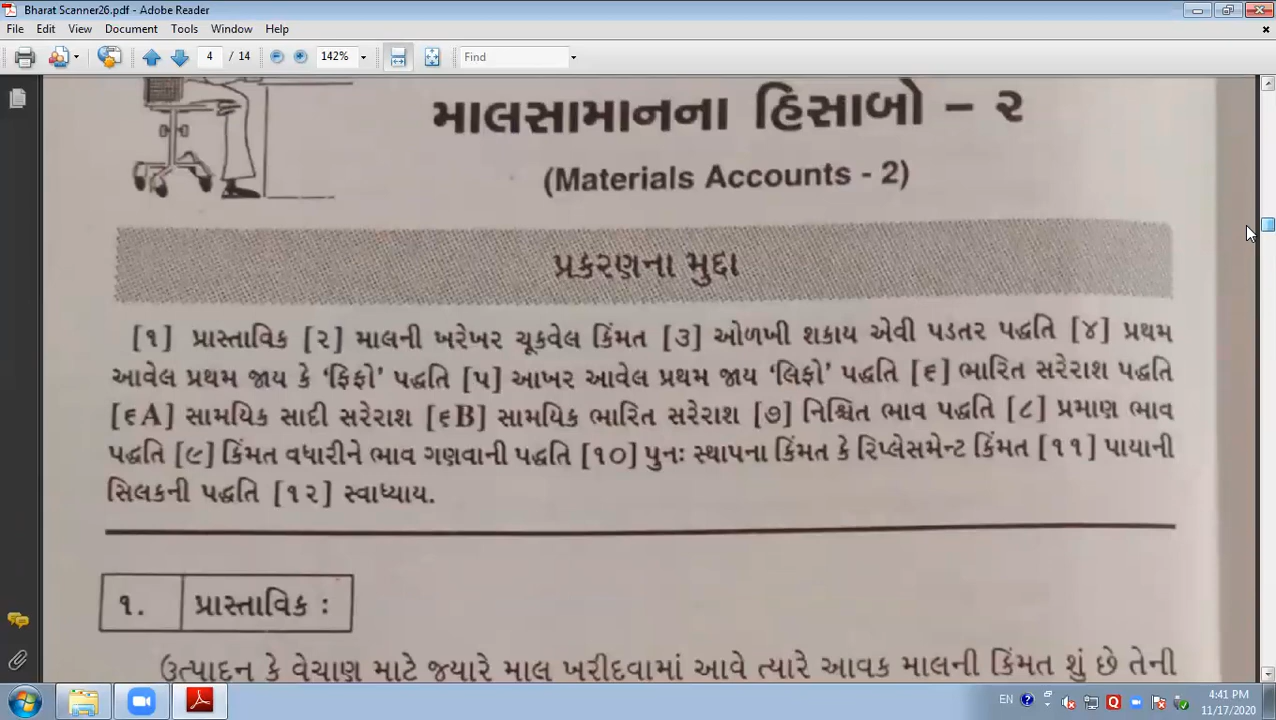 Bharat Scanner26.pdf - Adobe Reader
File Edit View Document Tools Window Help
4 / 14 142% Find
માલસામાનના હિસાબો – ૨
(Materials Accounts - 2)
પ્રકરણના મુદ્દા
[૧] પ્રાસ્તાવિક [૨] માલની ખરેખર ચૂકવેલ કિંમત [૩] ઓળખી શકાય એવી પડતર પદ્ધતિ [૪] પ્રથમ
આવેલ પ્રથમ જાય કે ‘ફિફો’ પદ્ધતિ [૫] આખર આવેલ પ્રથમ જાય ‘લિફો’ પદ્ધતિ [૬] ભારિત સરેરાશ પદ્ધતિ
[૬A] સામયિક સાદી સરેરાશ [૬B] સામયિક ભારિત સરેરાશ [૭] નિશ્ચિત ભાવ પદ્ધતિ [૮] પ્રમાણ ભાવ
પદ્ધતિ [૯] કિંમત વધારીને ભાવ ગણવાની પદ્ધતિ [૧૦] પુનઃ સ્થાપના કિંમત કે રિપ્લેસમેન્ટ કિંમત [૧૧] પાયાની
સિલકની પદ્ધતિ [૧૨] સ્વાધ્યાય.
૧. પ્રાસ્તાવિક :
ઉત્પાદન કે વેચાણ માટે જ્યારે માલ ખરીદવામાં આવે ત્યારે આવક માલની કિંમત શું છે તેની
EN 4:41 PM
11/17/2020